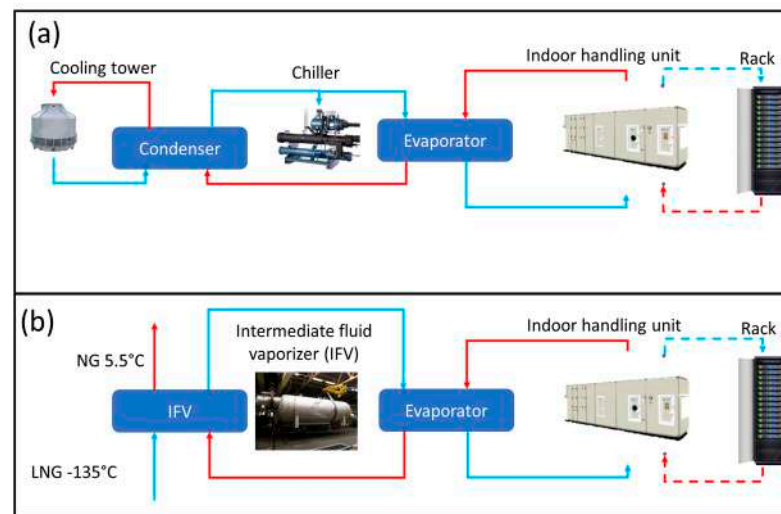 (a)
Cooling tower
Chiller
Indoor handling unit
Rack
Condenser
Evaporator
(b)
NG 5.5°C
Intermediate fluid
vaporizer (IFV)
Indoor handling unit
Rack
IFV
Evaporator
LNG -135°C